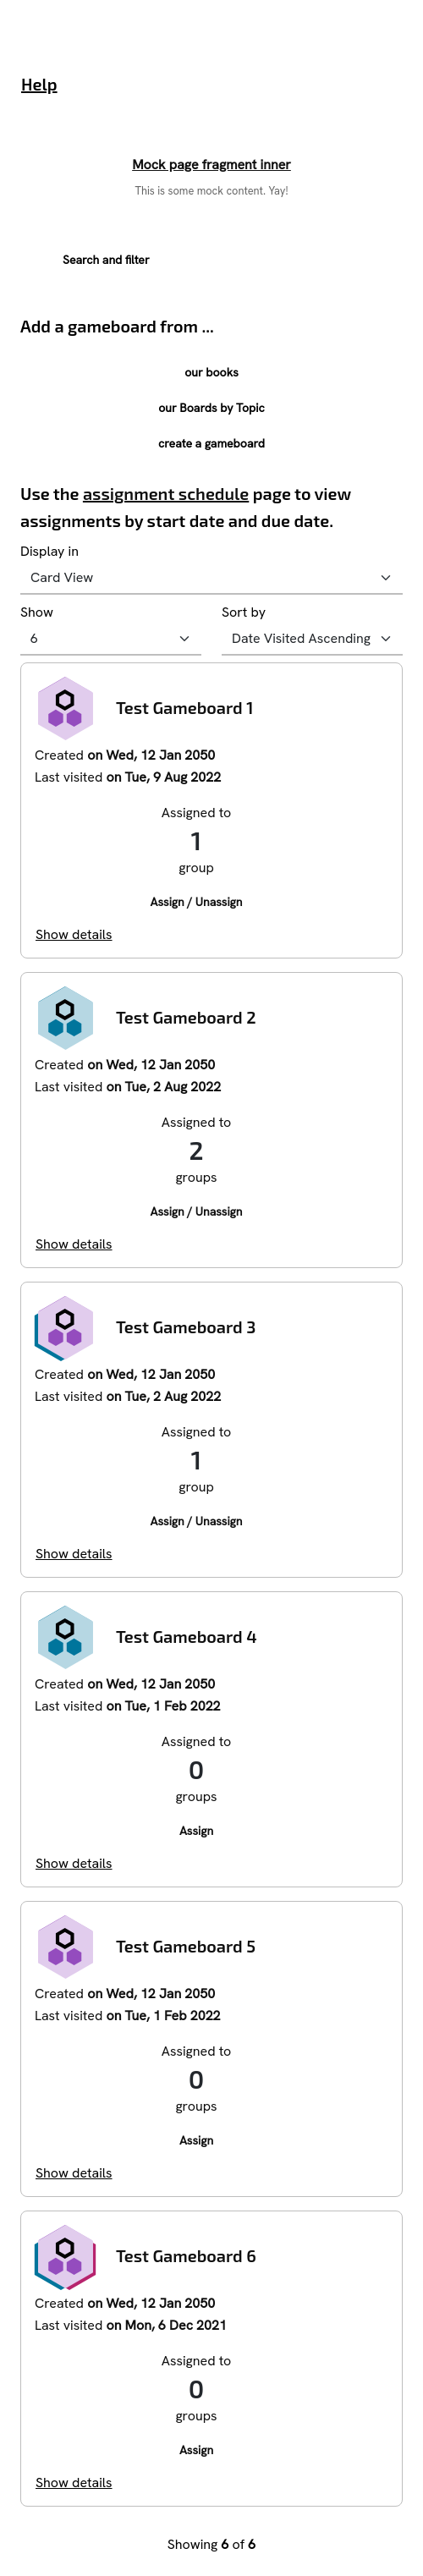 Help
Mock page fragment inner
This is some mock content. Yay!
Search and filter
Add a gameboard from ...
our books
our Boards by Topic
create a gameboard
Use the assignment schedule page to view
assignments by start date and due date.
Display in
Card View
Show
6
Sort by
Date Visited Ascending
Test Gameboard 1
Created on Wed, 12 Jan 2050
Last visited on Tue, 9 Aug 2022
Assigned to
1
group
Assign / Unassign
Show details
Test Gameboard 2
Created on Wed, 12 Jan 2050
Last visited on Tue, 2 Aug 2022
Assigned to
2
groups
Assign / Unassign
Show details
Test Gameboard 3
Created on Wed, 12 Jan 2050
Last visited on Tue, 2 Aug 2022
Assigned to
1
group
Assign / Unassign
Show details
Test Gameboard 4
Created on Wed, 12 Jan 2050
Last visited on Tue, 1 Feb 2022
Assigned to
0
groups
Assign
Show details
Test Gameboard 5
Created on Wed, 12 Jan 2050
Last visited on Tue, 1 Feb 2022
Assigned to
0
groups
Assign
Show details
Test Gameboard 6
Created on Wed, 12 Jan 2050
Last visited on Mon, 6 Dec 2021
Assigned to
0
groups
Assign
Show details
Showing 6 of 6